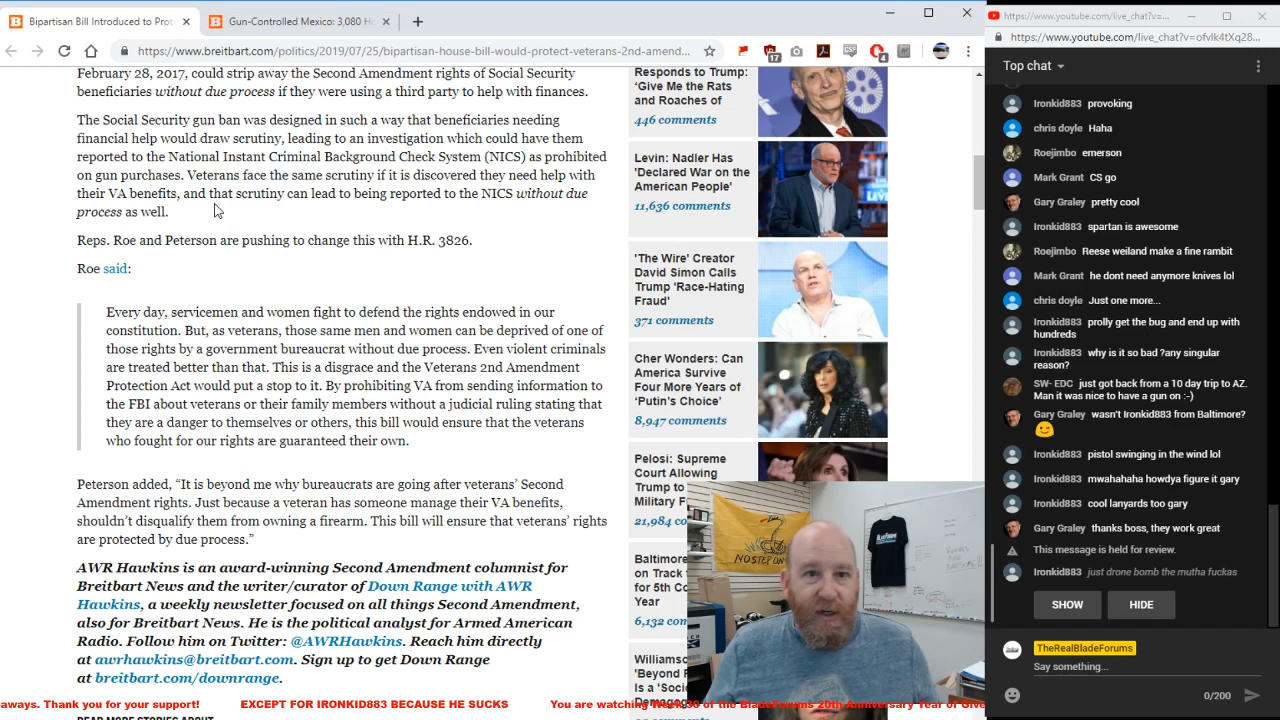 Bipartisan Bill Introduced to Prot
Gun-Controlled Mexico 3,080 Ho
https://www.breitbart.com/politics/2019/07/25/bipartisan-house-bill-would-protect-veterans-2nd-amend...
17
4
February 28, 2017, could strip away the Second Amendment rights of Social Security
beneficiaries without due process if they were using a third party to help with finances.
The Social Security gun ban was designed in such a way that beneficiaries needing
financial help would draw scrutiny, leading to an investigation which could have them
reported to the National Instant Criminal Background Check System (NICS) as prohibited
on gun purchases. Veterans face the same scrutiny if it is discovered they need help with
their VA benefits, and that scrutiny can lead to being reported to the NICS without due
process as well.
Reps. Roe and Peterson are pushing to change this with H.R. 3826.
Roe said:
Every day, servicemen and women fight to defend the rights endowed in our
constitution. But, as veterans, those same men and women can be deprived of one of
those rights by a government bureaucrat without due process. Even violent criminals
are treated better than that. This is a disgrace and the Veterans 2nd Amendment
Protection Act would put a stop to it. By prohibiting VA from sending information to
the FBI about veterans or their family members without a judicial ruling stating that
they are a danger to themselves or others, this bill would ensure that the veterans
who fought for our rights are guaranteed their own.
Peterson added, “It is beyond me why bureaucrats are going after veterans’ Second
Amendment rights. Just because a veteran has someone manage their VA benefits,
shouldn’t disqualify them from owning a firearm. This bill will ensure that veterans’ rights
are protected by due process.”
AWR Hawkins is an award-winning Second Amendment columnist for
Breitbart News and the writer/curator of Down Range with AWR
Hawkins, a weekly newsletter focused on all things Second Amendment,
also for Breitbart News. He is the political analyst for Armed American
Radio. Follow him on Twitter: @AWRHawkins. Reach him directly
at awrhawkins@breitbart.com. Sign up to get Down Range
at breitbart.com/downrange.
READ MORE STORIES ABOUT
Responds to Trump:
‘Give Me the Rats
and Roaches of
446 comments
Levin: Nadler Has
'Declared War on the
American People'
11,636 comments
'The Wire' Creator
David Simon Calls
Trump 'Race-Hating
Fraud'
371 comments
Cher Wonders: Can
America Survive
Four More Years of
‘Putin’s Choice’
8,947 comments
Pelosi: Supreme
Court Allowing
Trump to
Military F
21,984 co
Baltimore
on Track
for 5th Co
Year
6,132 com
Williamso
'Beyond
Is a 'Soci
NO STEP ON
BLADEFORUMS
eaways. Thank you for your support! EXCEPT FOR IRONKID883 BECAUSE HE SUCKS You are watching Week 30 of the BladeForums 20th Anniversary Year of Give
https://www.youtube.com/live_chat?v=...
https://www.youtube.com/live_chat?v=ofvlk4tXq28...
Top chat
Ironkid883 provoking
chris doyle Haha
Roejimbo emerson
Mark Grant CS go
Gary Graley pretty cool
Ironkid883 spartan is awesome
Roejimbo Reese weiland make a fine rambit
Mark Grant he dont need anymore knives lol
chris doyle Just one more...
Ironkid883 prolly get the bug and end up with
hundreds
Ironkid883 why is it so bad ?any singular
reason?
SW- EDC just got back from a 10 day trip to AZ.
Man it was nice to have a gun on :-)
Gary Graley wasn't Ironkid883 from Baltimore?
Ironkid883 pistol swinging in the wind lol
Ironkid883 mwahahaha howdya figure it gary
Ironkid883 cool lanyards too gary
Gary Graley thanks boss, they work great
This message is held for review.
Ironkid883 just drone bomb the mutha fuckas
SHOW
HIDE
TheRealBladeForums
Say something...
0/200